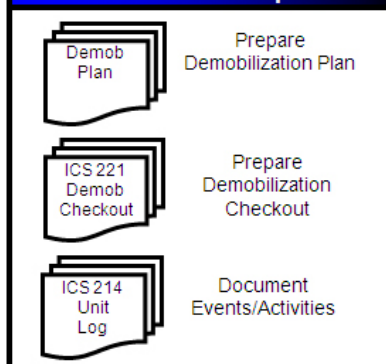 Demob
Plan
Prepare
Demobilization Plan
ICS 221
Demob
Checkout
Prepare
Demobilization
Checkout
ICS 214
Unit
Log
Document
Events/Activities